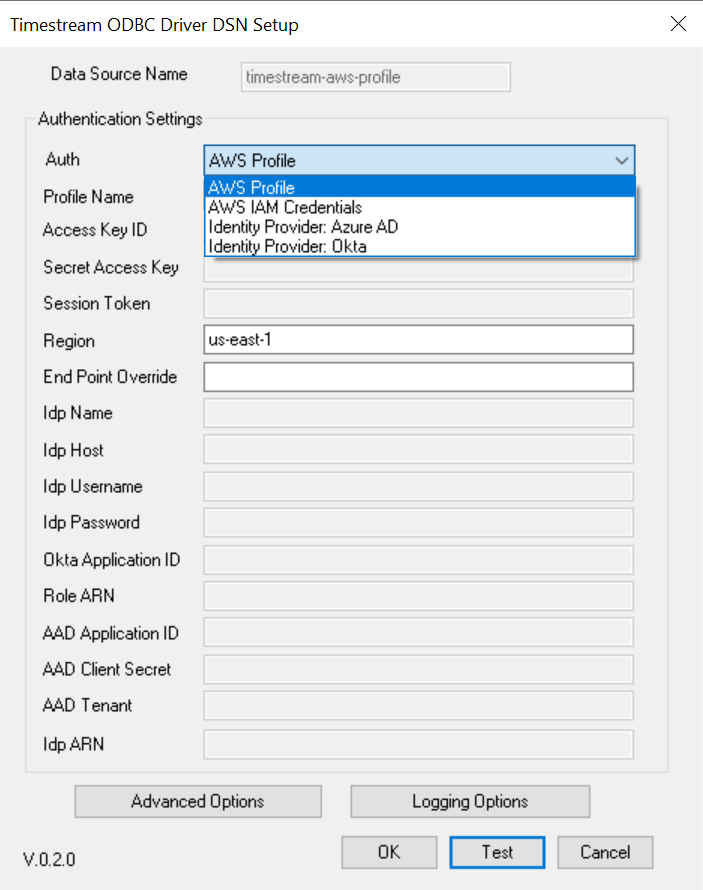 Timestream ODBC Driver DSN Setup
Data Source Name timestream-aws-profile
Authentication Settings
Auth AWS Profile
Profile Name AWS Profile
AWS IAM Credentials
Access Key ID Identity Provider: Azure AD
Identity Provider: Okta
Secret Access Key
Session Token
Region us-east-1
End Point Override
Idp Name
Idp Host
Idp Username
Idp Password
Okta Application ID
Role ARN
AAD Application ID
AAD Client Secret
AAD Tenant
Idp ARN
Advanced Options Logging Options
V.0.2.0 OK Test Cancel